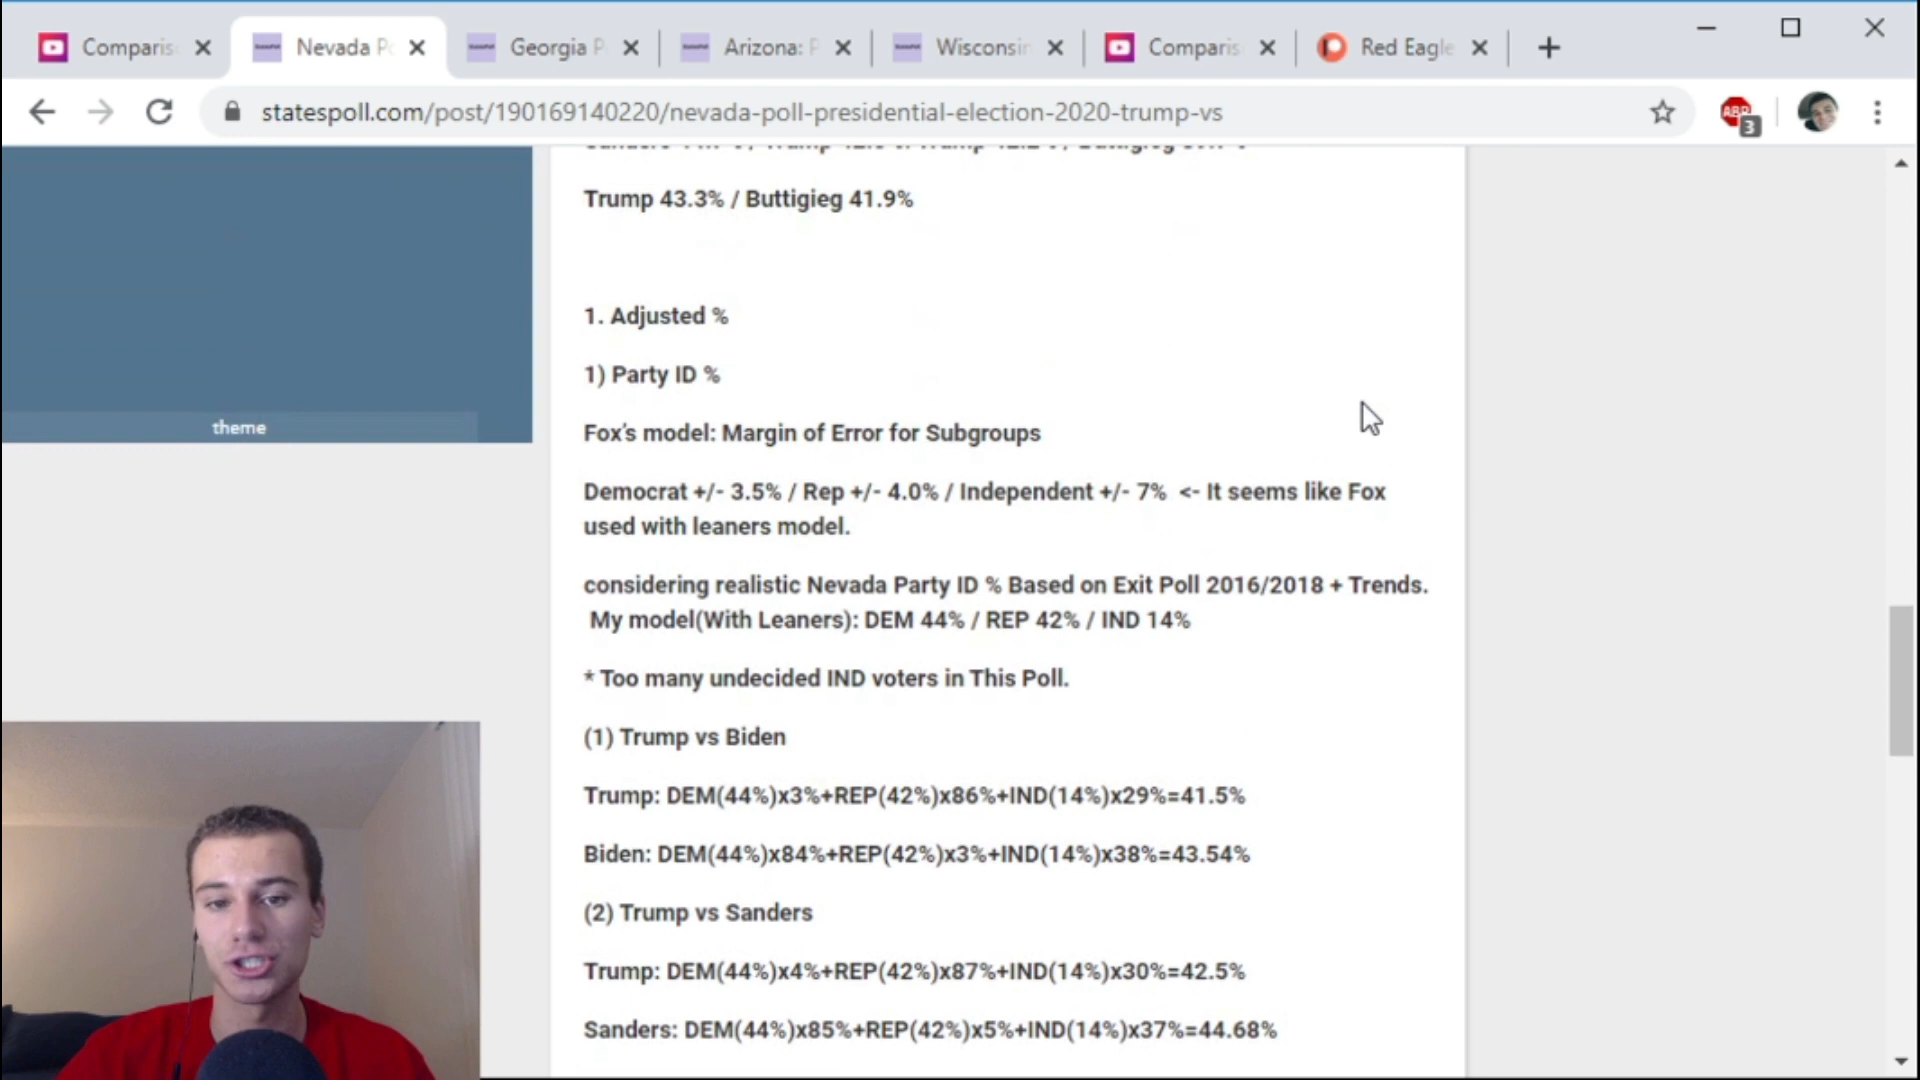 Comparis
Nevada P
Georgia P
Arizona: P
Wisconsin
Comparis
Red Eagle
statespoll.com/post/190169140220/nevada-poll-presidential-election-2020-trump-vs
ABP
3
Trump 43.3% / Buttigieg 41.9%
1. Adjusted %
1) Party ID %
theme
Fox's model: Margin of Error for Subgroups
Democrat +/- 3.5% / Rep +/- 4.0% / Independent +/- 7% <- It seems like Fox
used with leaners model.
considering realistic Nevada Party ID % Based on Exit Poll 2016/2018 + Trends.
My model(With Leaners): DEM 44% / REP 42% / IND 14%
* Too many undecided IND voters in This Poll.
(1) Trump vs Biden
Trump: DEM(44%)x3%+REP(42%)x86%+IND(14%)x29%=41.5%
Biden: DEM(44%)x84%+REP(42%)x3%+IND(14%)x38%=43.54%
(2) Trump vs Sanders
Trump: DEM(44%)x4%+REP(42%)x87%+IND(14%)x30%=42.5%
Sanders: DEM(44%)x85%+REP(42%)x5%+IND(14%)x37%=44.68%